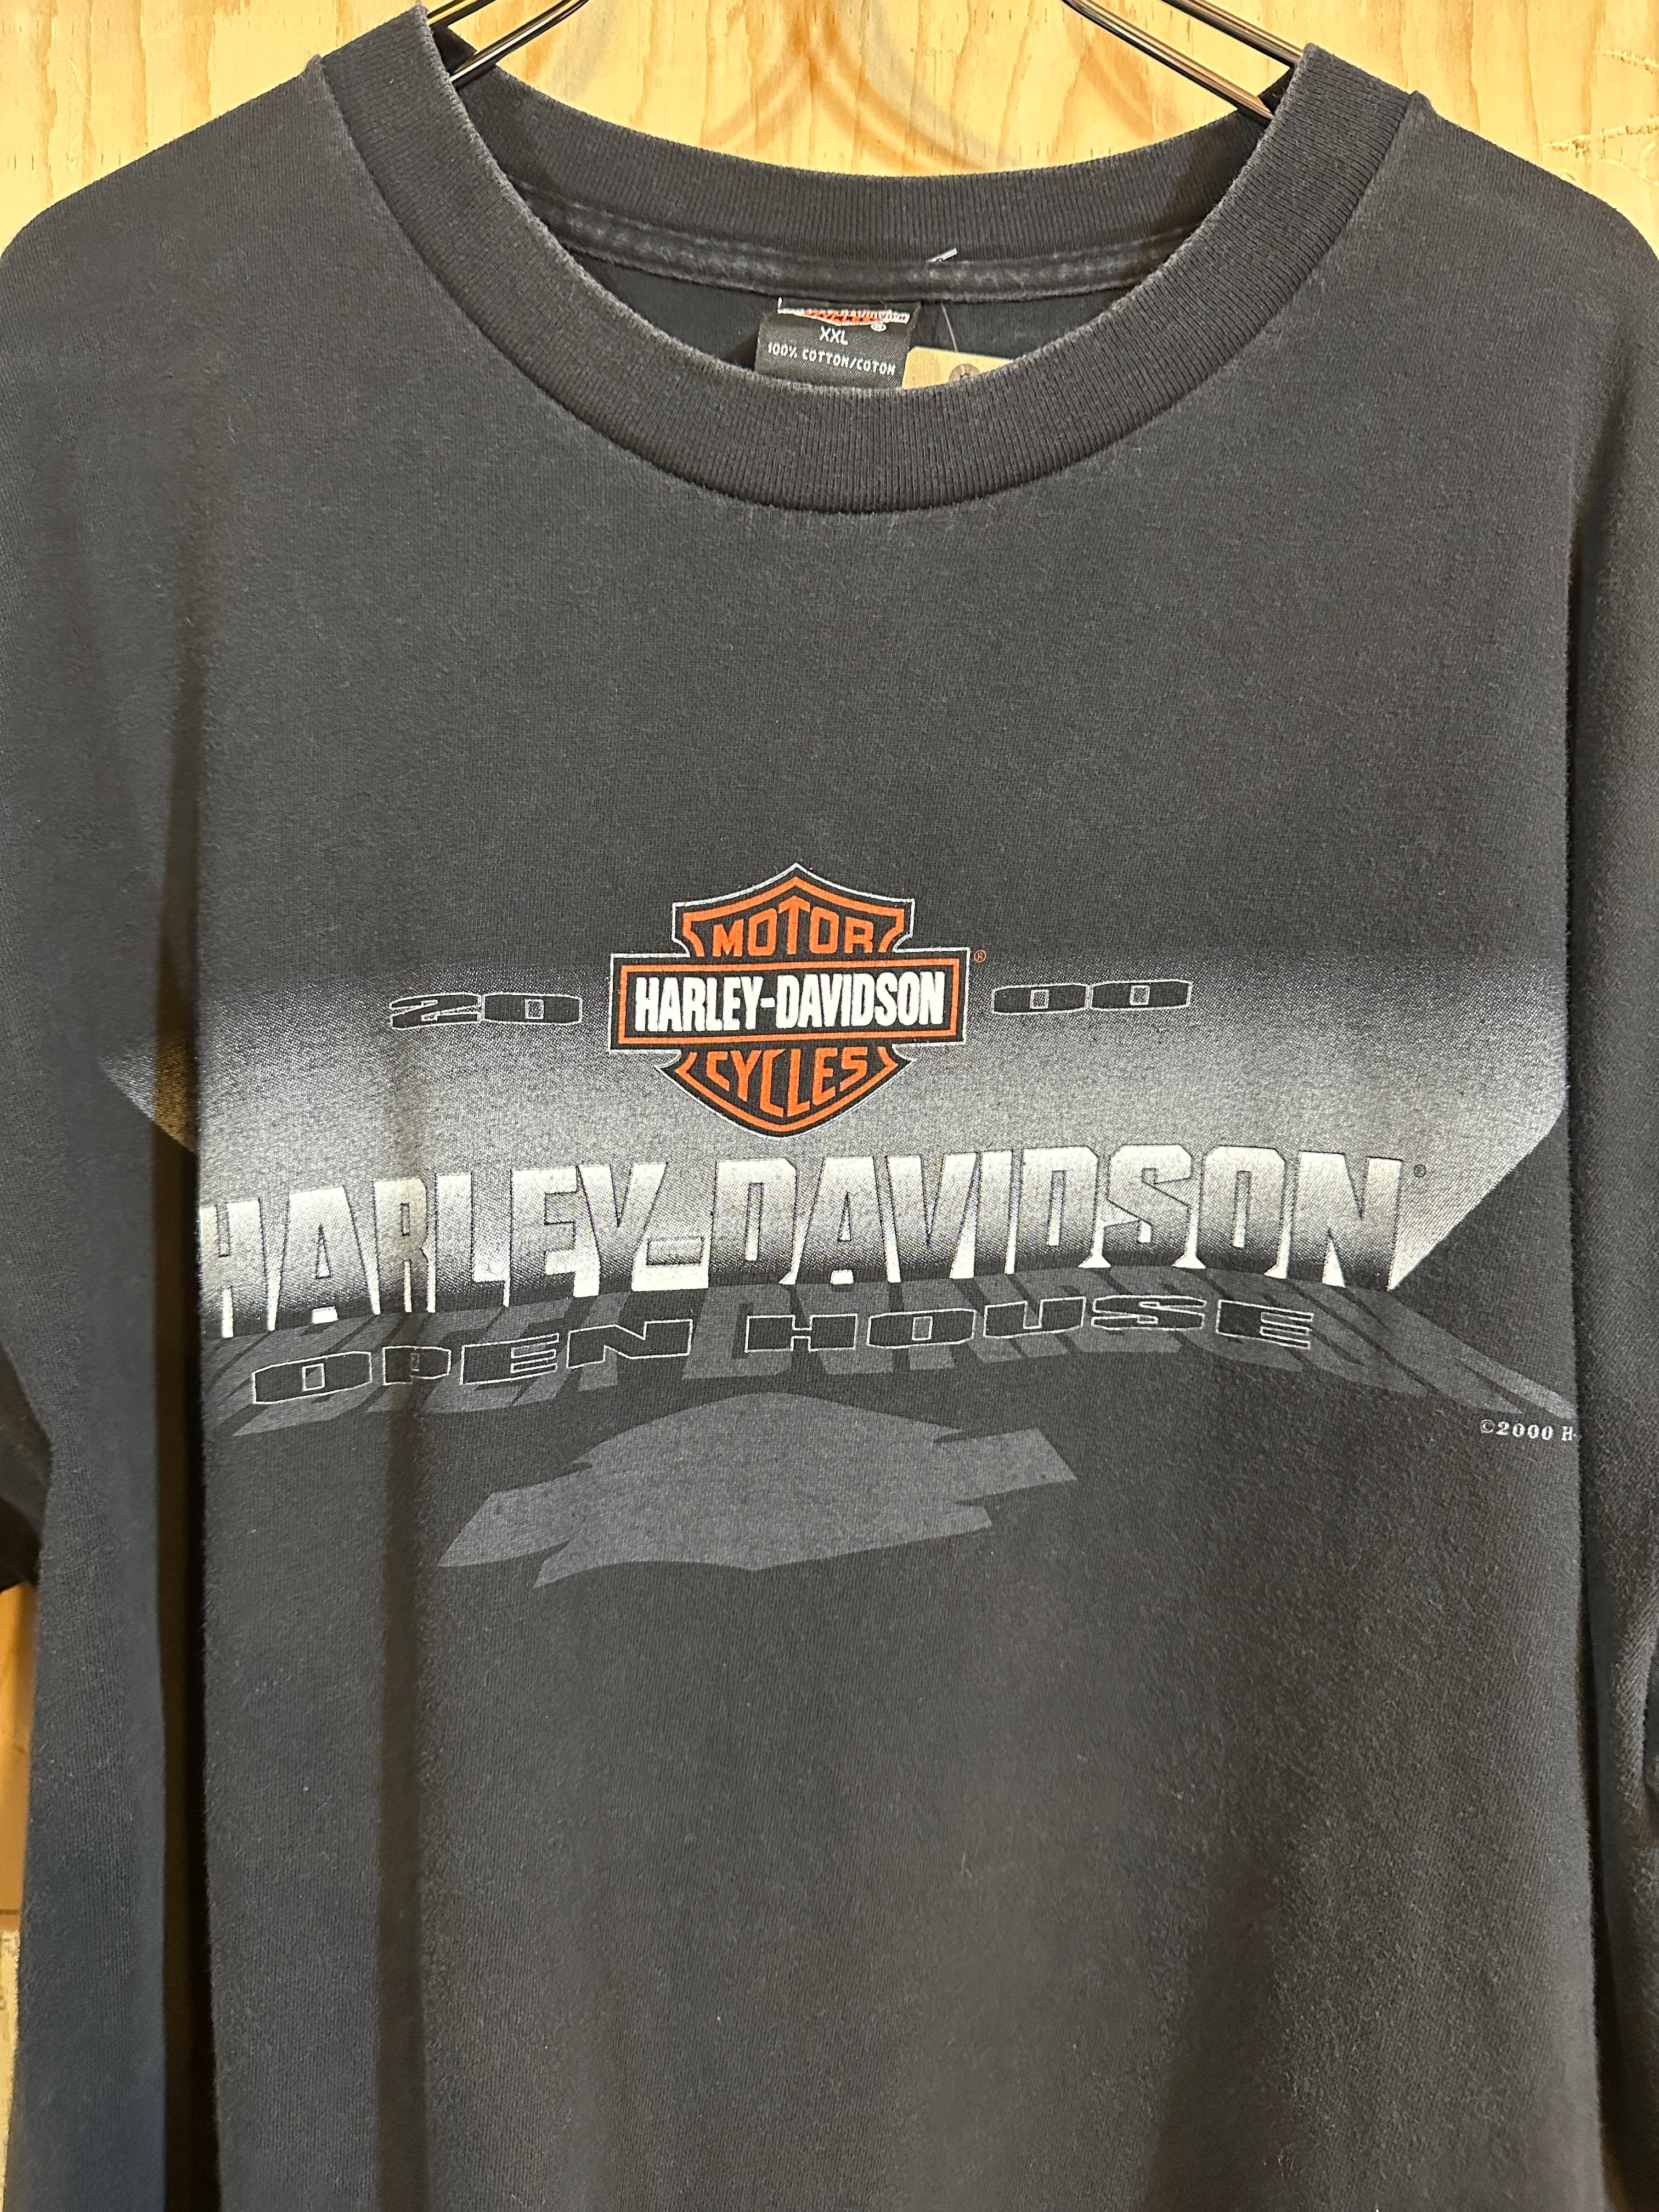 XXL
100% COTTON/COTON
MOTOR
20 HARLEY-DAVIDSON® 00
CYCLES
HARLEY-DAVIDSON®
OPEN HOUSE
©2000 H-